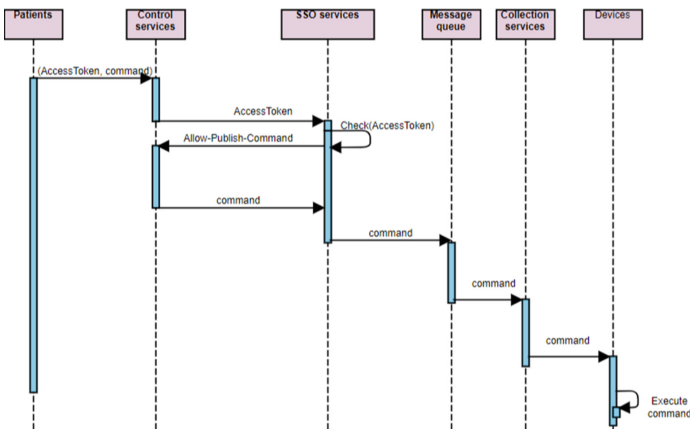 Patients
Control
services
SSO services
Message
queue
Collection
services
Devices
(AccessToken, command)
AccessToken
Check(AccessToken)
Allow-Publish-Command
command
command
command
command
Execute
command